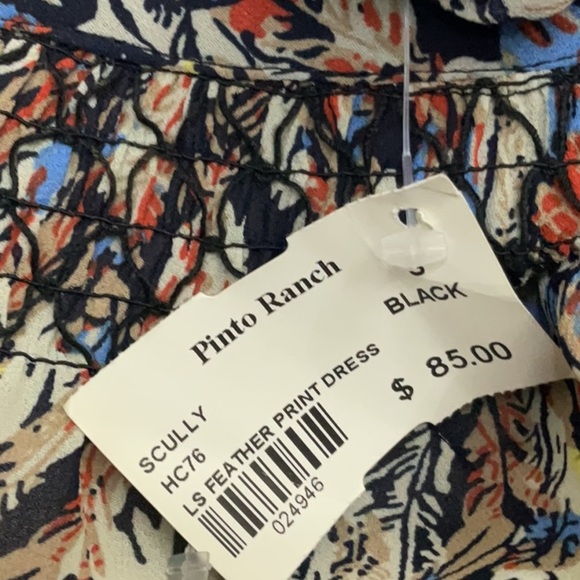 Pinto Ranch
BLACK
SCULLY
HC76
LS FEATHER PRINT DRESS
$ 85.00
024946